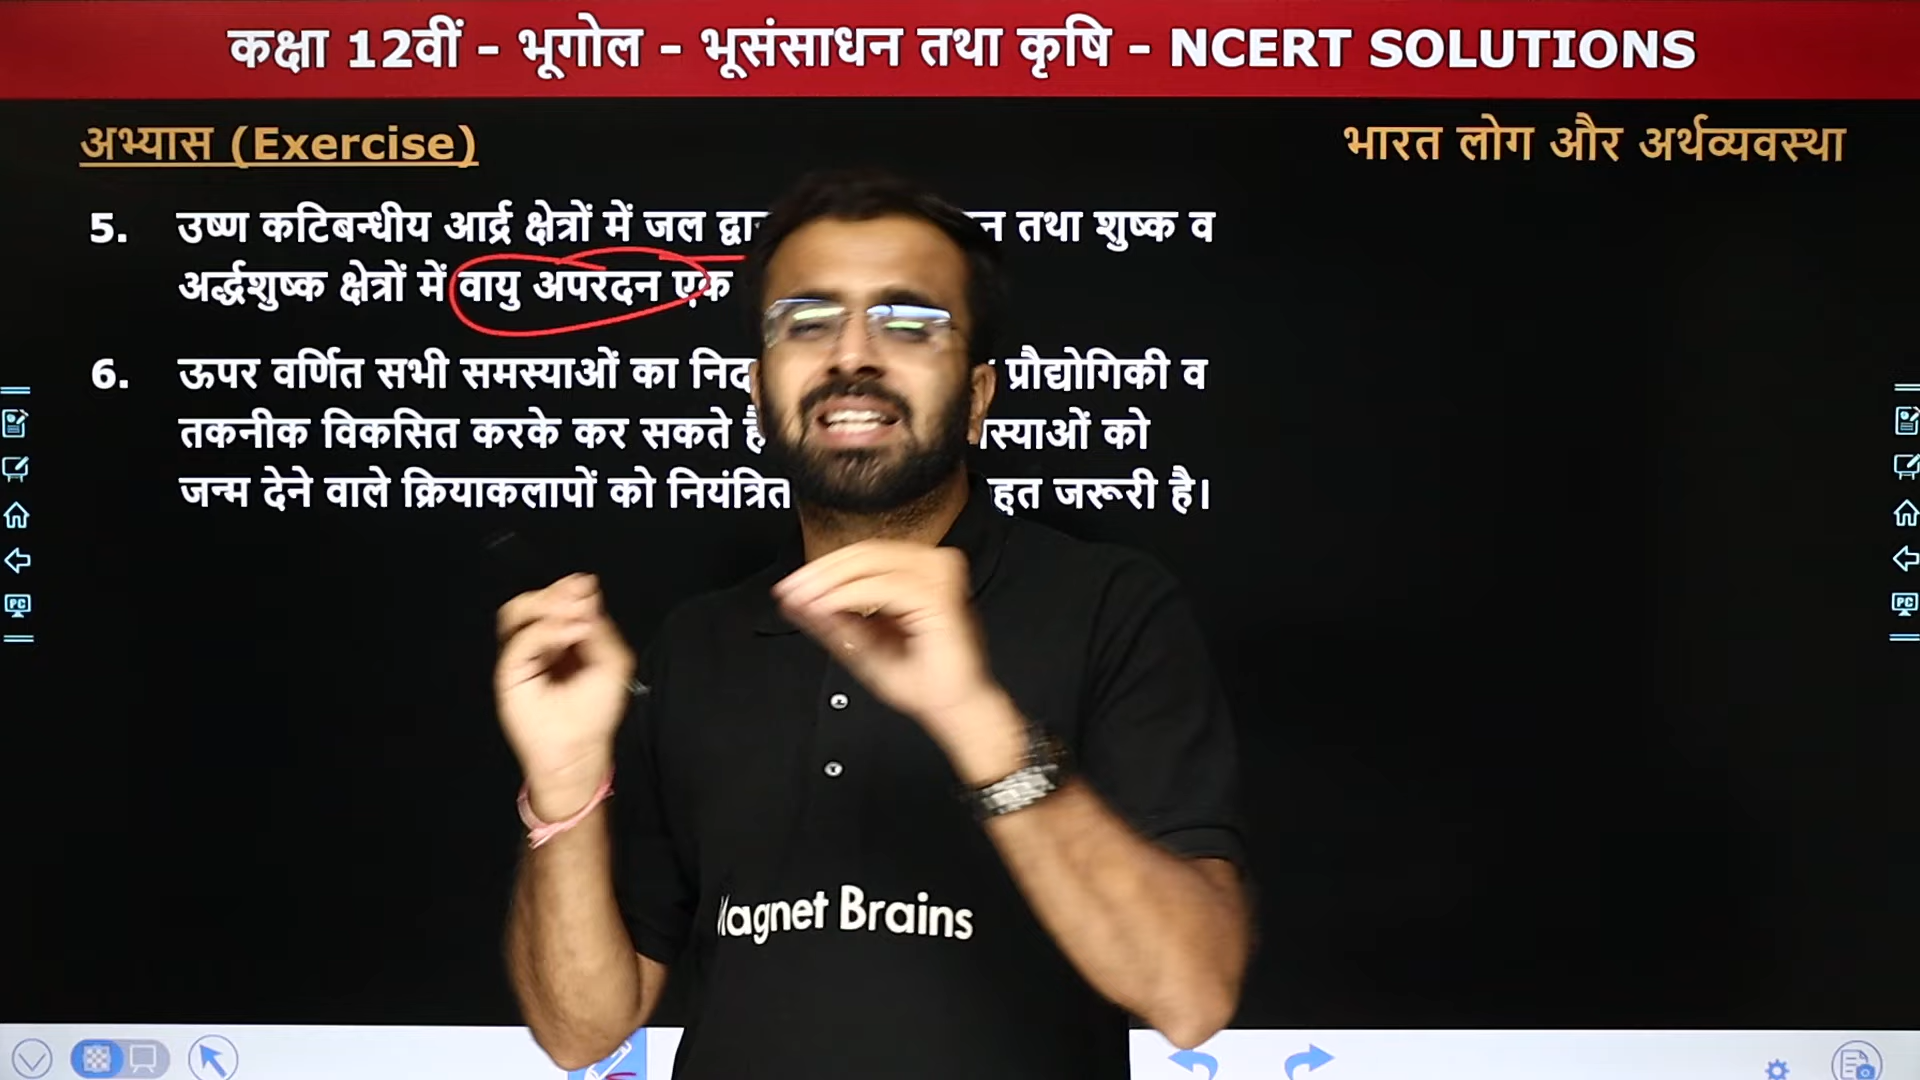 कक्षा 12वीं - भूगोल - भूसंसाधन तथा कृषि - NCERT SOLUTIONS
अभ्यास (Exercise)
भारत लोग और अर्थव्यवस्था
5. उष्ण कटिबन्धीय आर्द्र क्षेत्रों में जल तथा शुष्क व
अर्द्धशुष्क क्षेत्रों में वायु अपरदन एक
6. ऊपर वर्णित सभी समस्याओं का प्रौद्योगिकी व
तकनीक विकसित करके कर सकते
जन्म देने वाले क्रियाकलापों को नियंत्रित जरूरी है।
Brains
PC
PC